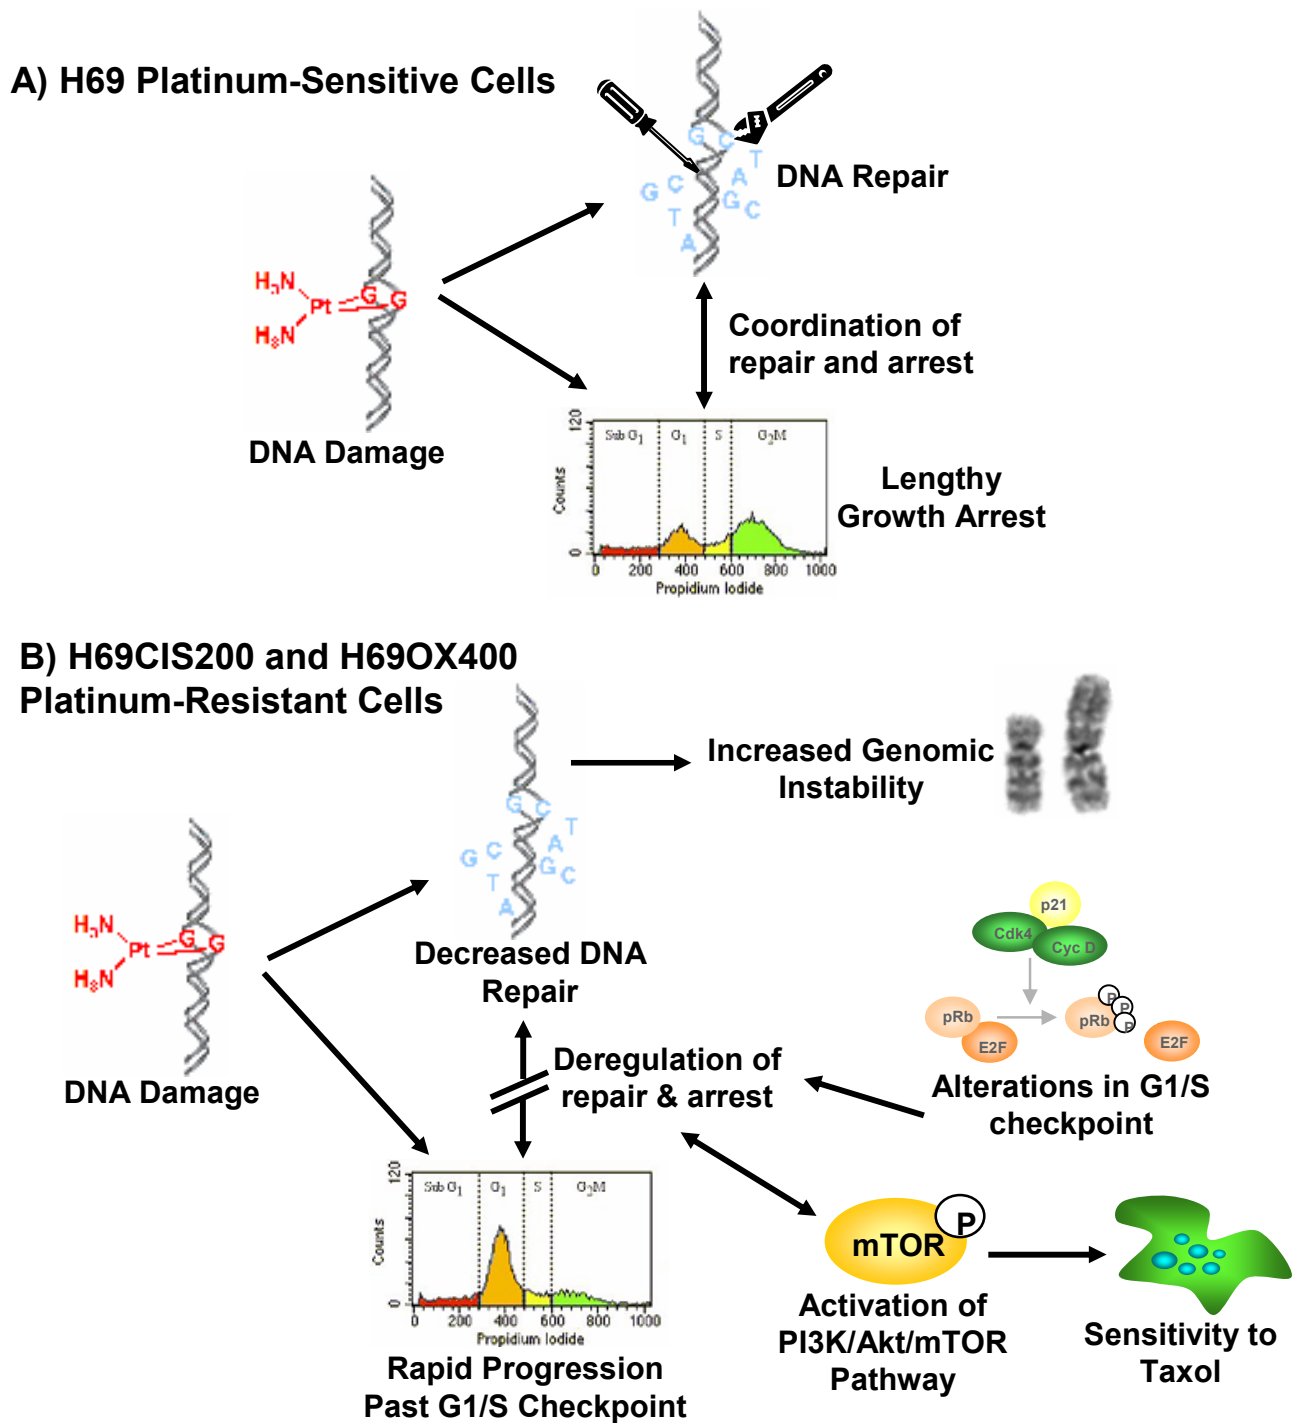 A) H69 Platinum-Sensitive Cells
G C
T
A
G C
G C
T
A
DNA Repair
H₃N
Pt
G
G
H₃N
DNA Damage
Coordination of
repair and arrest
120
Counts
0
Sub G1
G1
S
G2M
0 200 400 600 800 1000
Propidium Iodide
Lengthy
Growth Arrest
B) H69CIS200 and H69OX400
Platinum-Resistant Cells
Increased Genomic
Instability
G C
T
A
G C
G C
T
A
Decreased DNA
Repair
H₃N
Pt
G
G
H₃N
DNA Damage
p21
Cdk4
Cyc D
pRb
E2F
pRb
P
P
P
E2F
Alterations in G1/S
checkpoint
Deregulation of
repair & arrest
120
Counts
0
Sub G1
G1
S
G2M
0 200 400 600 800 1000
Propidium Iodide
Rapid Progression
Past G1/S Checkpoint
mTOR
P
Activation of
PI3K/Akt/mTOR
Pathway
Sensitivity to
Taxol